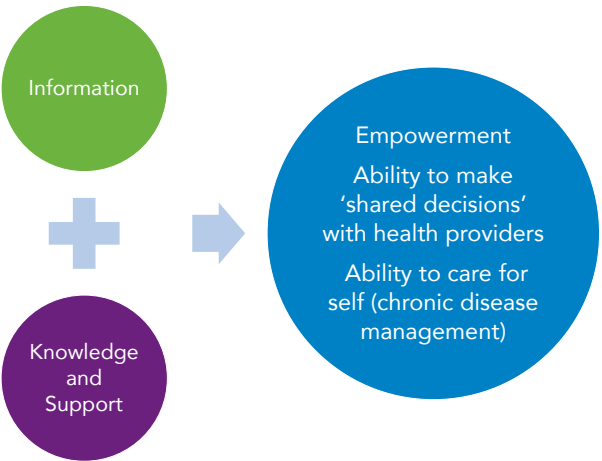 Information
Knowledge
and
Support
Empowerment
Ability to make
‘shared decisions’
with health providers
Ability to care for
self (chronic disease
management)